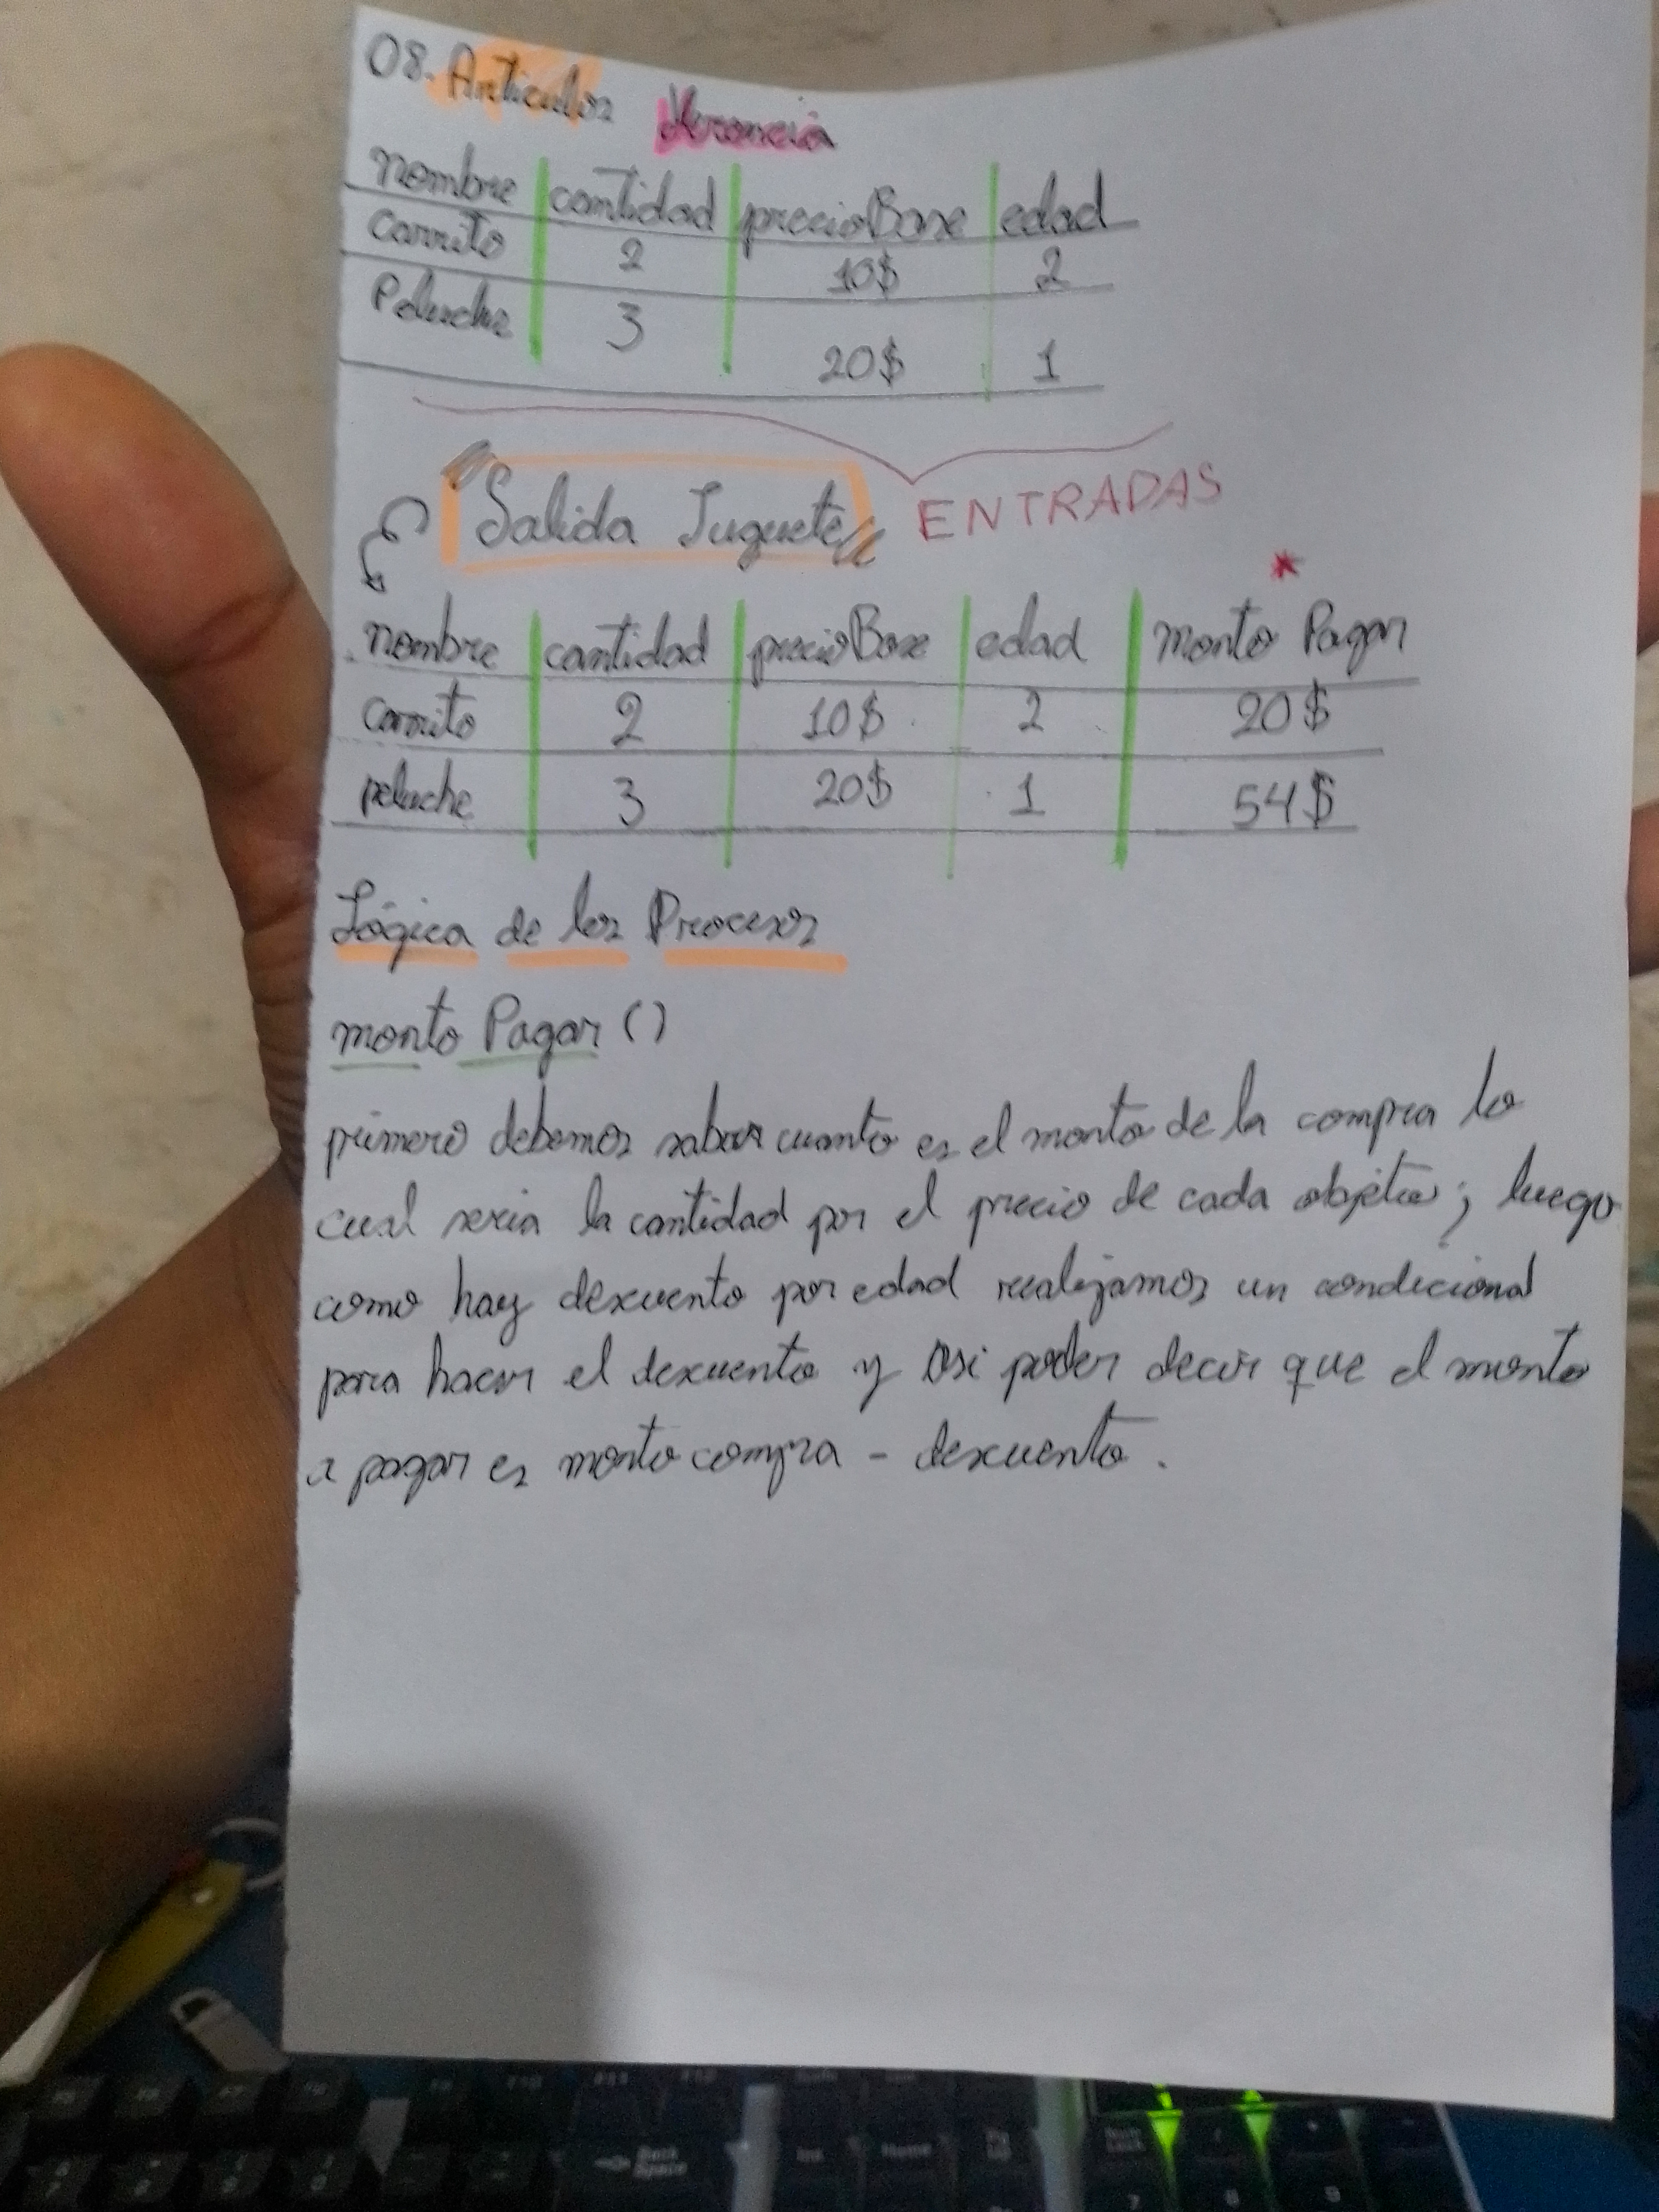 08. Articulos Herencia
nombre cantidad precioBase edad
carrito 2 10$ 2
Peluche 3 20$ 1
ENTRADAS
"Salida Juguete"
*
nombre cantidad precioBase edad monto Pagar
carrito 2 10$ 2 20$
peluche 3 20$ 1 54$
Lógica de los Procesos
monto Pagar ()
primero debemos saber cuanto es el monto de la compra lo
cual seria la cantidad por el precio de cada objeto; luego
como hay descuento por edad realizamos un condicional
para hacer el descuento y asi poder decir que el monto
a pagar es monto compra - descuento.